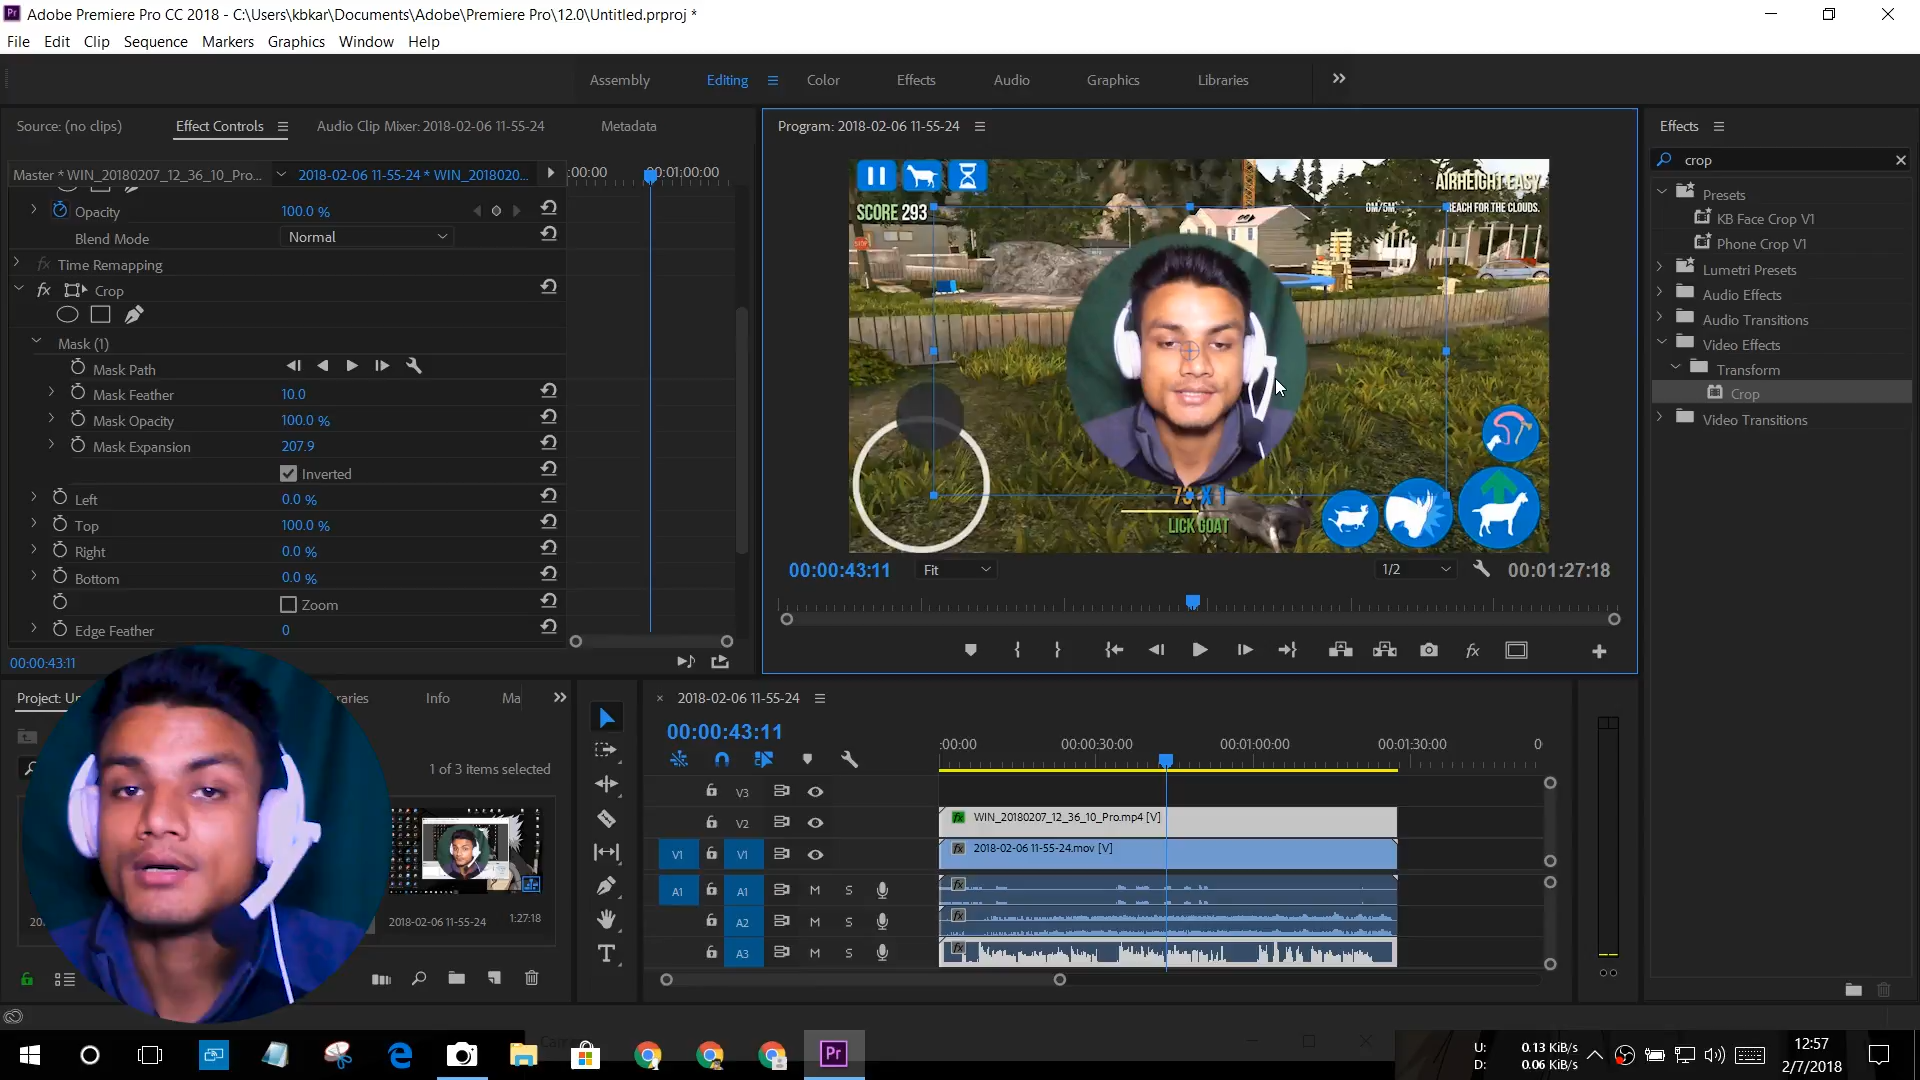 Adobe Premiere Pro CC 2018 - C:\Users\kbkar\Documents\Adobe\Premiere Pro\12.0\Untitled.prproj *
File Edit Clip Sequence Markers Graphics Window Help
Assembly Editing Color Effects Audio Graphics Libraries
Source: (no clips) Effect Controls Audio Clip Mixer: 2018-02-06 11-55-24 Metadata
Master * WIN_20180207_12_36_10_Pro... 2018-02-06 11-55-24 * WIN_2018020... :00:00 00:01:00:00
Opacity 100.0 %
Blend Mode Normal
Time Remapping
fx Crop
Mask (1)
Mask Path
Mask Feather 10.0
Mask Opacity 100.0 %
Mask Expansion 207.9
Inverted
Left 0.0 %
Top 100.0 %
Right 0.0 %
Bottom 0.0 %
Zoom
Edge Feather 0
00:00:43:11
Program: 2018-02-06 11-55-24
SCORE 293
AIRHEIGHT EASY
0M/5M
REACH FOR THE CLOUDS.
X 1
LICK GOAT
00:00:43:11 Fit 1/2 00:01:27:18
Effects
crop
Presets
KB Face Crop V1
Phone Crop V1
Lumetri Presets
Audio Effects
Audio Transitions
Video Effects
Transform
Crop
Video Transitions
Project: Un raries Info Ma
1 of 3 items selected
20 2018-02-06 11-55-24 1:27:18
2018-02-06 11-55-24
00:00:43:11
:00:00 00:00:30:00 00:01:00:00 00:01:30:00 0
V3
V2 WIN_20180207_12_36_10_Pro.mp4 [V]
V1 V1 2018-02-06 11-55-24.mov [V]
A1 A1 M S
A2 M S
A3 M S
Pr
U: 0.13 KiB/s
D: 0.06 KiB/s
12:57
2/7/2018